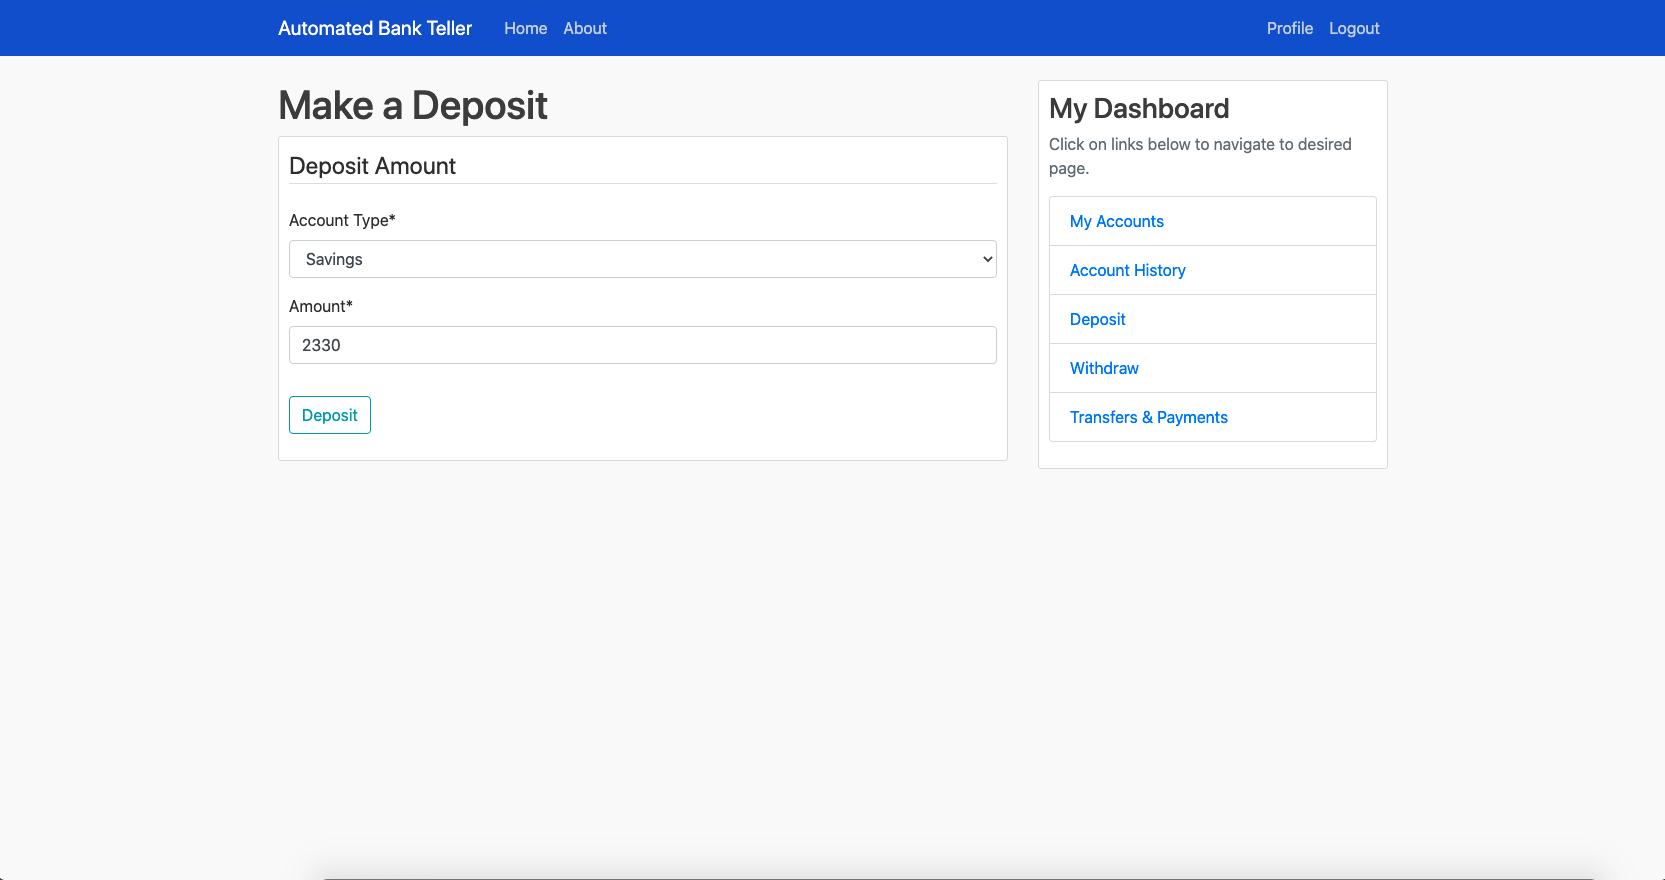 Automated Bank Teller Home About Profile Logout
Make a Deposit
Deposit Amount
Account Type*
Savings
Amount*
2330
Deposit
My Dashboard
Click on links below to navigate to desired
page.
My Accounts
Account History
Deposit
Withdraw
Transfers & Payments